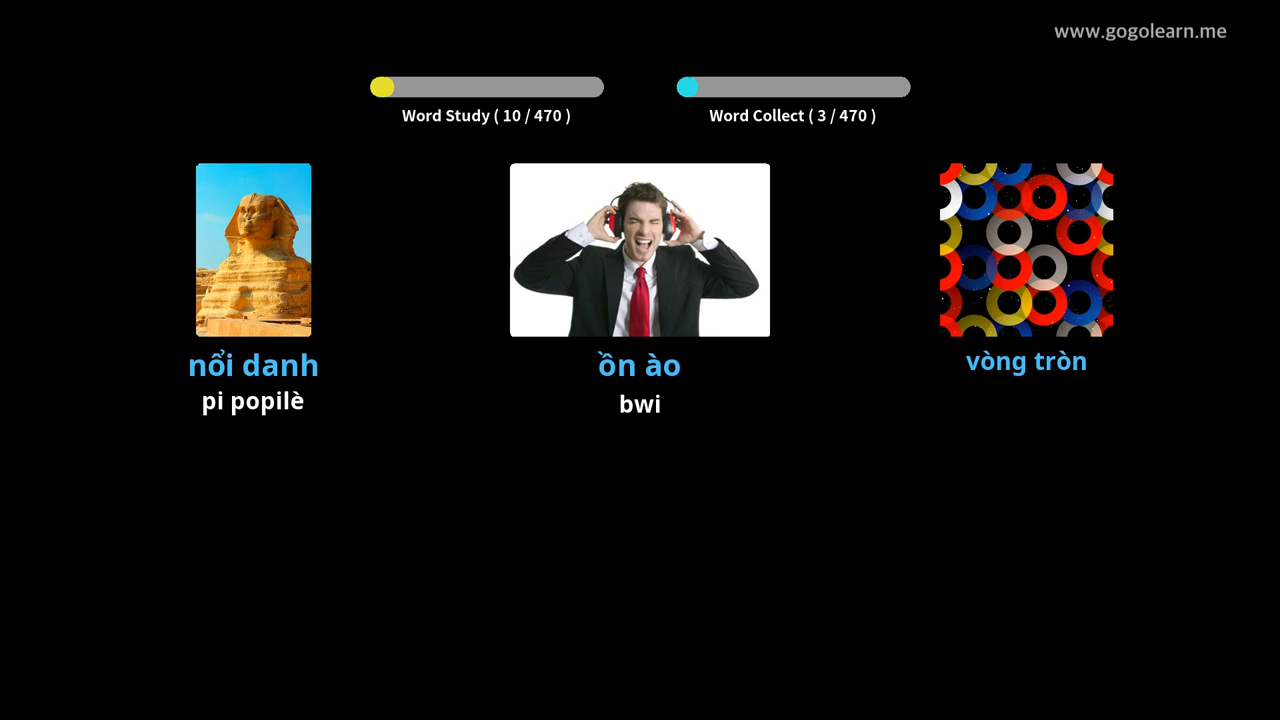 www.gogolearn.me
Word Study ( 10 / 470 )
Word Collect ( 3 / 470 )
nổi danh
pi popilè
ồn ào
bwi
vòng tròn